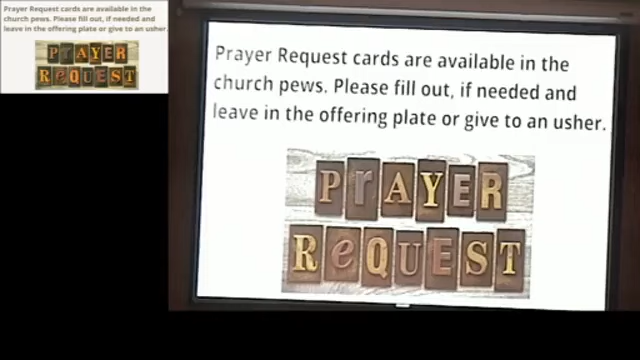 Prayer Request cards are available in the
church pews. Please fill out, if needed and
leave in the offering plate or give to an usher.
PrAYER
ReQUEST
Prayer Request cards are available in the
church pews. Please fill out, if needed and
leave in the offering plate or give to an usher.
PrAYER
ReQUEST